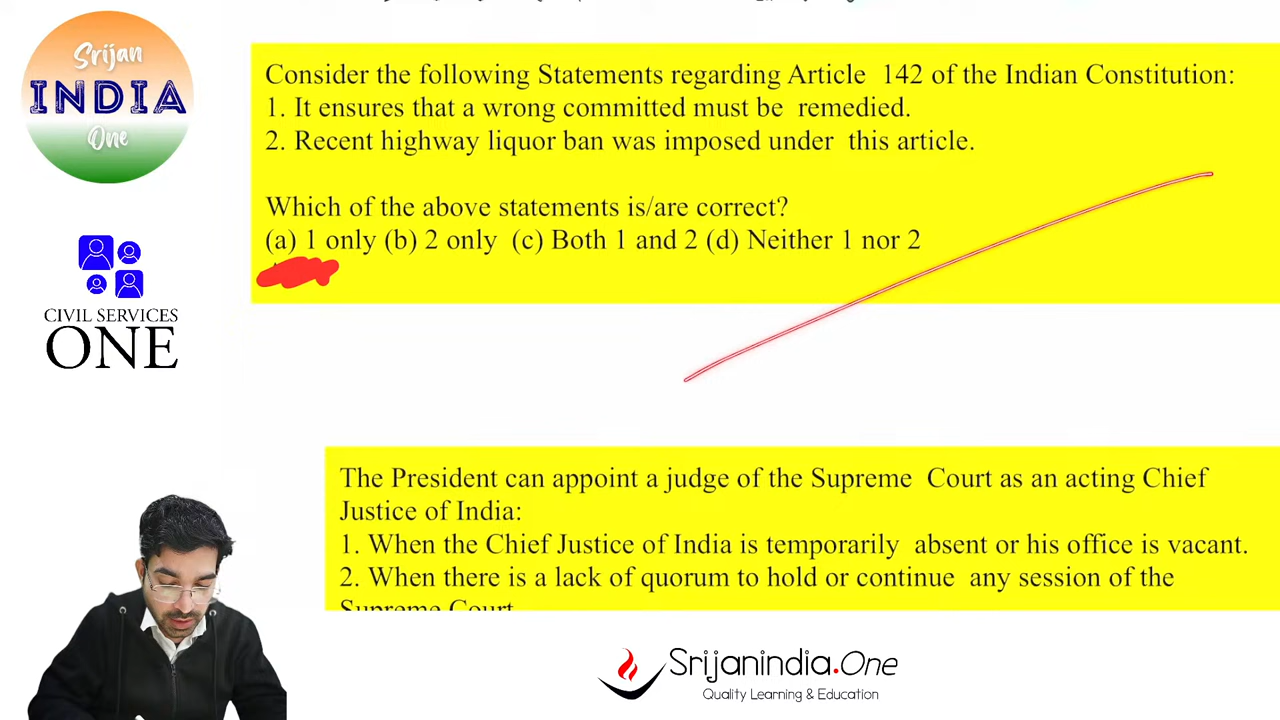 Srijan
INDIA
One
CIVIL SERVICES
ONE
Consider the following Statements regarding Article 142 of the Indian Constitution:
1. It ensures that a wrong committed must be remedied.
2. Recent highway liquor ban was imposed under this article.
Which of the above statements is/are correct?
(a) 1 only (b) 2 only (c) Both 1 and 2 (d) Neither 1 nor 2
The President can appoint a judge of the Supreme Court as an acting Chief
Justice of India:
1. When the Chief Justice of India is temporarily absent or his office is vacant.
2. When there is a lack of quorum to hold or continue any session of the
Supreme Court
Srijanindia.One
Quality Learning & Education